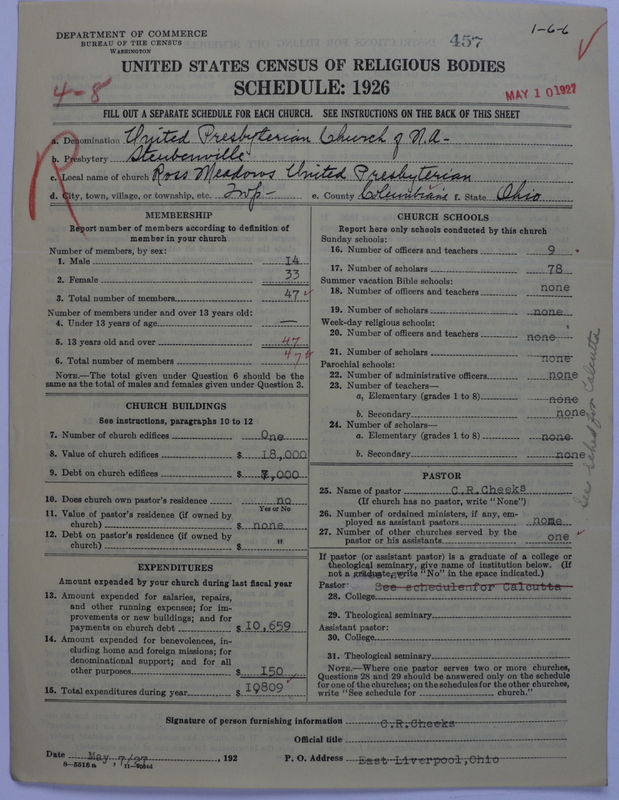 DEPARTMENT OF COMMERCE
BUREAU OF THE CENSUS
WASHINGTON
457
1-6-6
UNITED STATES CENSUS OF RELIGIOUS BODIES
SCHEDULE: 1926
4-8
MAY 10 1927
FILL OUT A SEPARATE SCHEDULE FOR EACH CHURCH. SEE INSTRUCTIONS ON THE BACK OF THIS SHEET
R
a. Denomination United Presbyterian Church of N.A-
b. Presbytery Steubenville
c. Local name of church Ross Meadows United Presbyterian
d. City, town, village, or township, etc. Twp- e. County Columbiana f. State Ohio
MEMBERSHIP
Report number of members according to definition of
member in your church
Number of members, by sex:
1. Male 14
2. Female 33
3. Total number of members 47
Number of members under and over 13 years old:
4. Under 13 years of age —
5. 13 years old and over 47
6. Total number of members 47
NOTE.—The total given under Question 6 should be the
same as the total of males and females given under Question 3.
CHURCH BUILDINGS
See instructions, paragraphs 10 to 12
7. Number of church edifices One
8. Value of church edifices $ 18,000
9. Debt on church edifices $ ,000
10. Does church own pastor's residence no
Yes or No
11. Value of pastor's residence (if owned by
church) $ none
12. Debt on pastor's residence (if owned by
church) $ "
EXPENDITURES
Amount expended by your church during last fiscal year
13. Amount expended for salaries, repairs,
and other running expenses; for im-
provements or new buildings; and for
payments on church debt $ 10,659
14. Amount expended for benevolences, in-
cluding home and foreign missions; for
denominational support; and for all
other purposes $ 150
15. Total expenditures during year $ 10809
CHURCH SCHOOLS
Report here only schools conducted by this church
Sunday schools:
16. Number of officers and teachers 9
17. Number of scholars 78
Summer vacation Bible schools:
18. Number of officers and teachers none
19. Number of scholars none
Week-day religious schools:
20. Number of officers and teachers none
21. Number of scholars none
Parochial schools:
22. Number of administrative officers none
23. Number of teachers—
a, Elementary (grades 1 to 8) none
b. Secondary none
24. Number of scholars—
a. Elementary (grades 1 to 8) none
b. Secondary none
See sched for Calcutta
PASTOR
25. Name of pastor C.R.Cheeks
(If church has no pastor, write "None")
26. Number of ordained ministers, if any, em-
ployed as assistant pastors none
27. Number of other churches served by the
pastor or his assistants one
If pastor (or assistant pastor) is a graduate of a college or
theological seminary, give name of institution below. (If
not a graduate, write "No" in the space indicated.)
Pastor: See schedule for Calcutta
28. College
29. Theological seminary
Assistant pastor:
30. College
31. Theological seminary
NOTE.—Where one pastor serves two or more churches,
Questions 28 and 29 should be answered only on the schedule
for one of the churches; on the schedules for the other churches,
write "See schedule for church."
Signature of person furnishing information C.R.Cheeks
Official title
Date May 7/27, 192 P. O. Address East Liverpool,Ohio
8—5516a